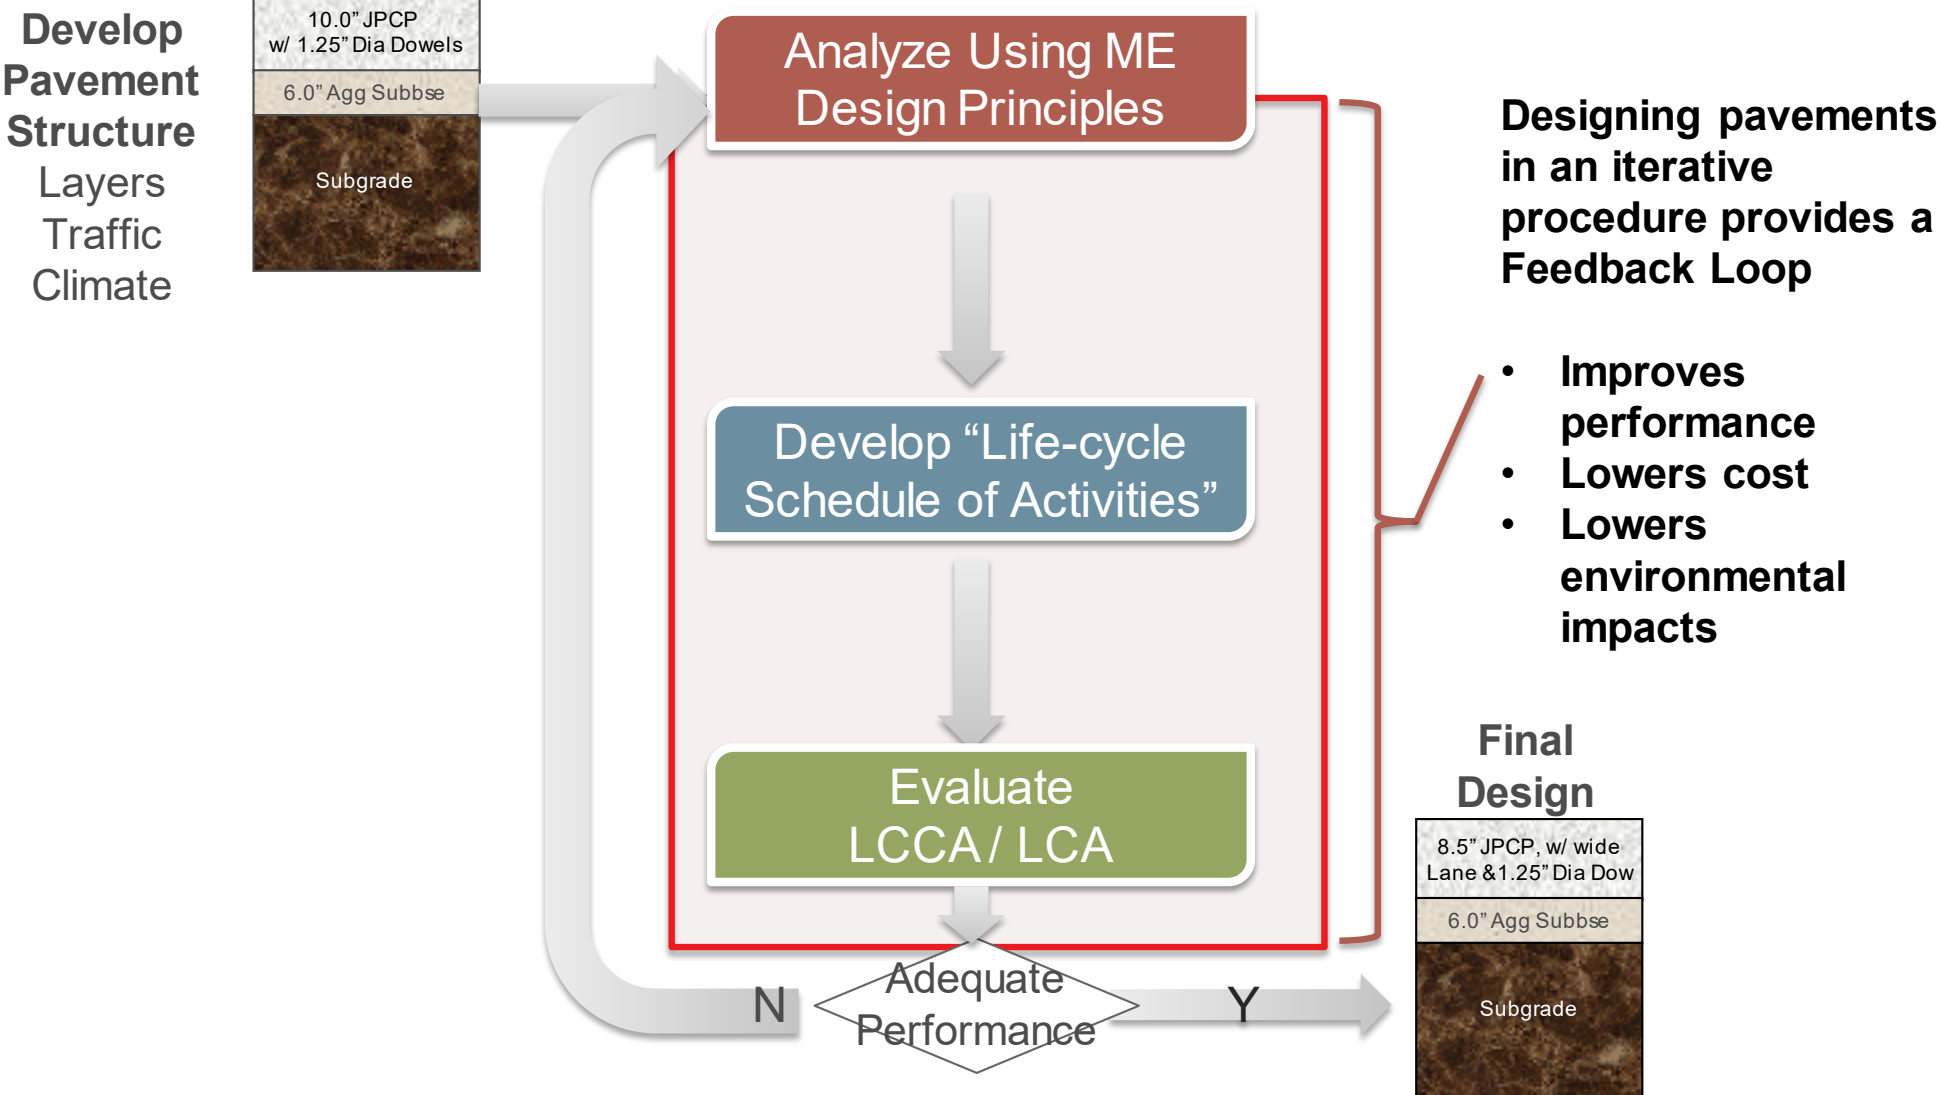 Develop
Pavement
Structure
Layers
Traffic
Climate
10.0” JPCP
w/ 1.25” Dia Dowels
6.0” Agg Subbse
Subgrade
Analyze Using ME
Design Principles
Develop “Life-cycle
Schedule of Activities”
Evaluate
LCCA / LCA
Adequate
Performance
N
Y
Designing pavements
in an iterative
procedure provides a
Feedback Loop
• Improves
performance
• Lowers cost
• Lowers
environmental
impacts
Final
Design
8.5” JPCP, w/ wide
Lane &1.25” Dia Dow
6.0” Agg Subbse
Subgrade